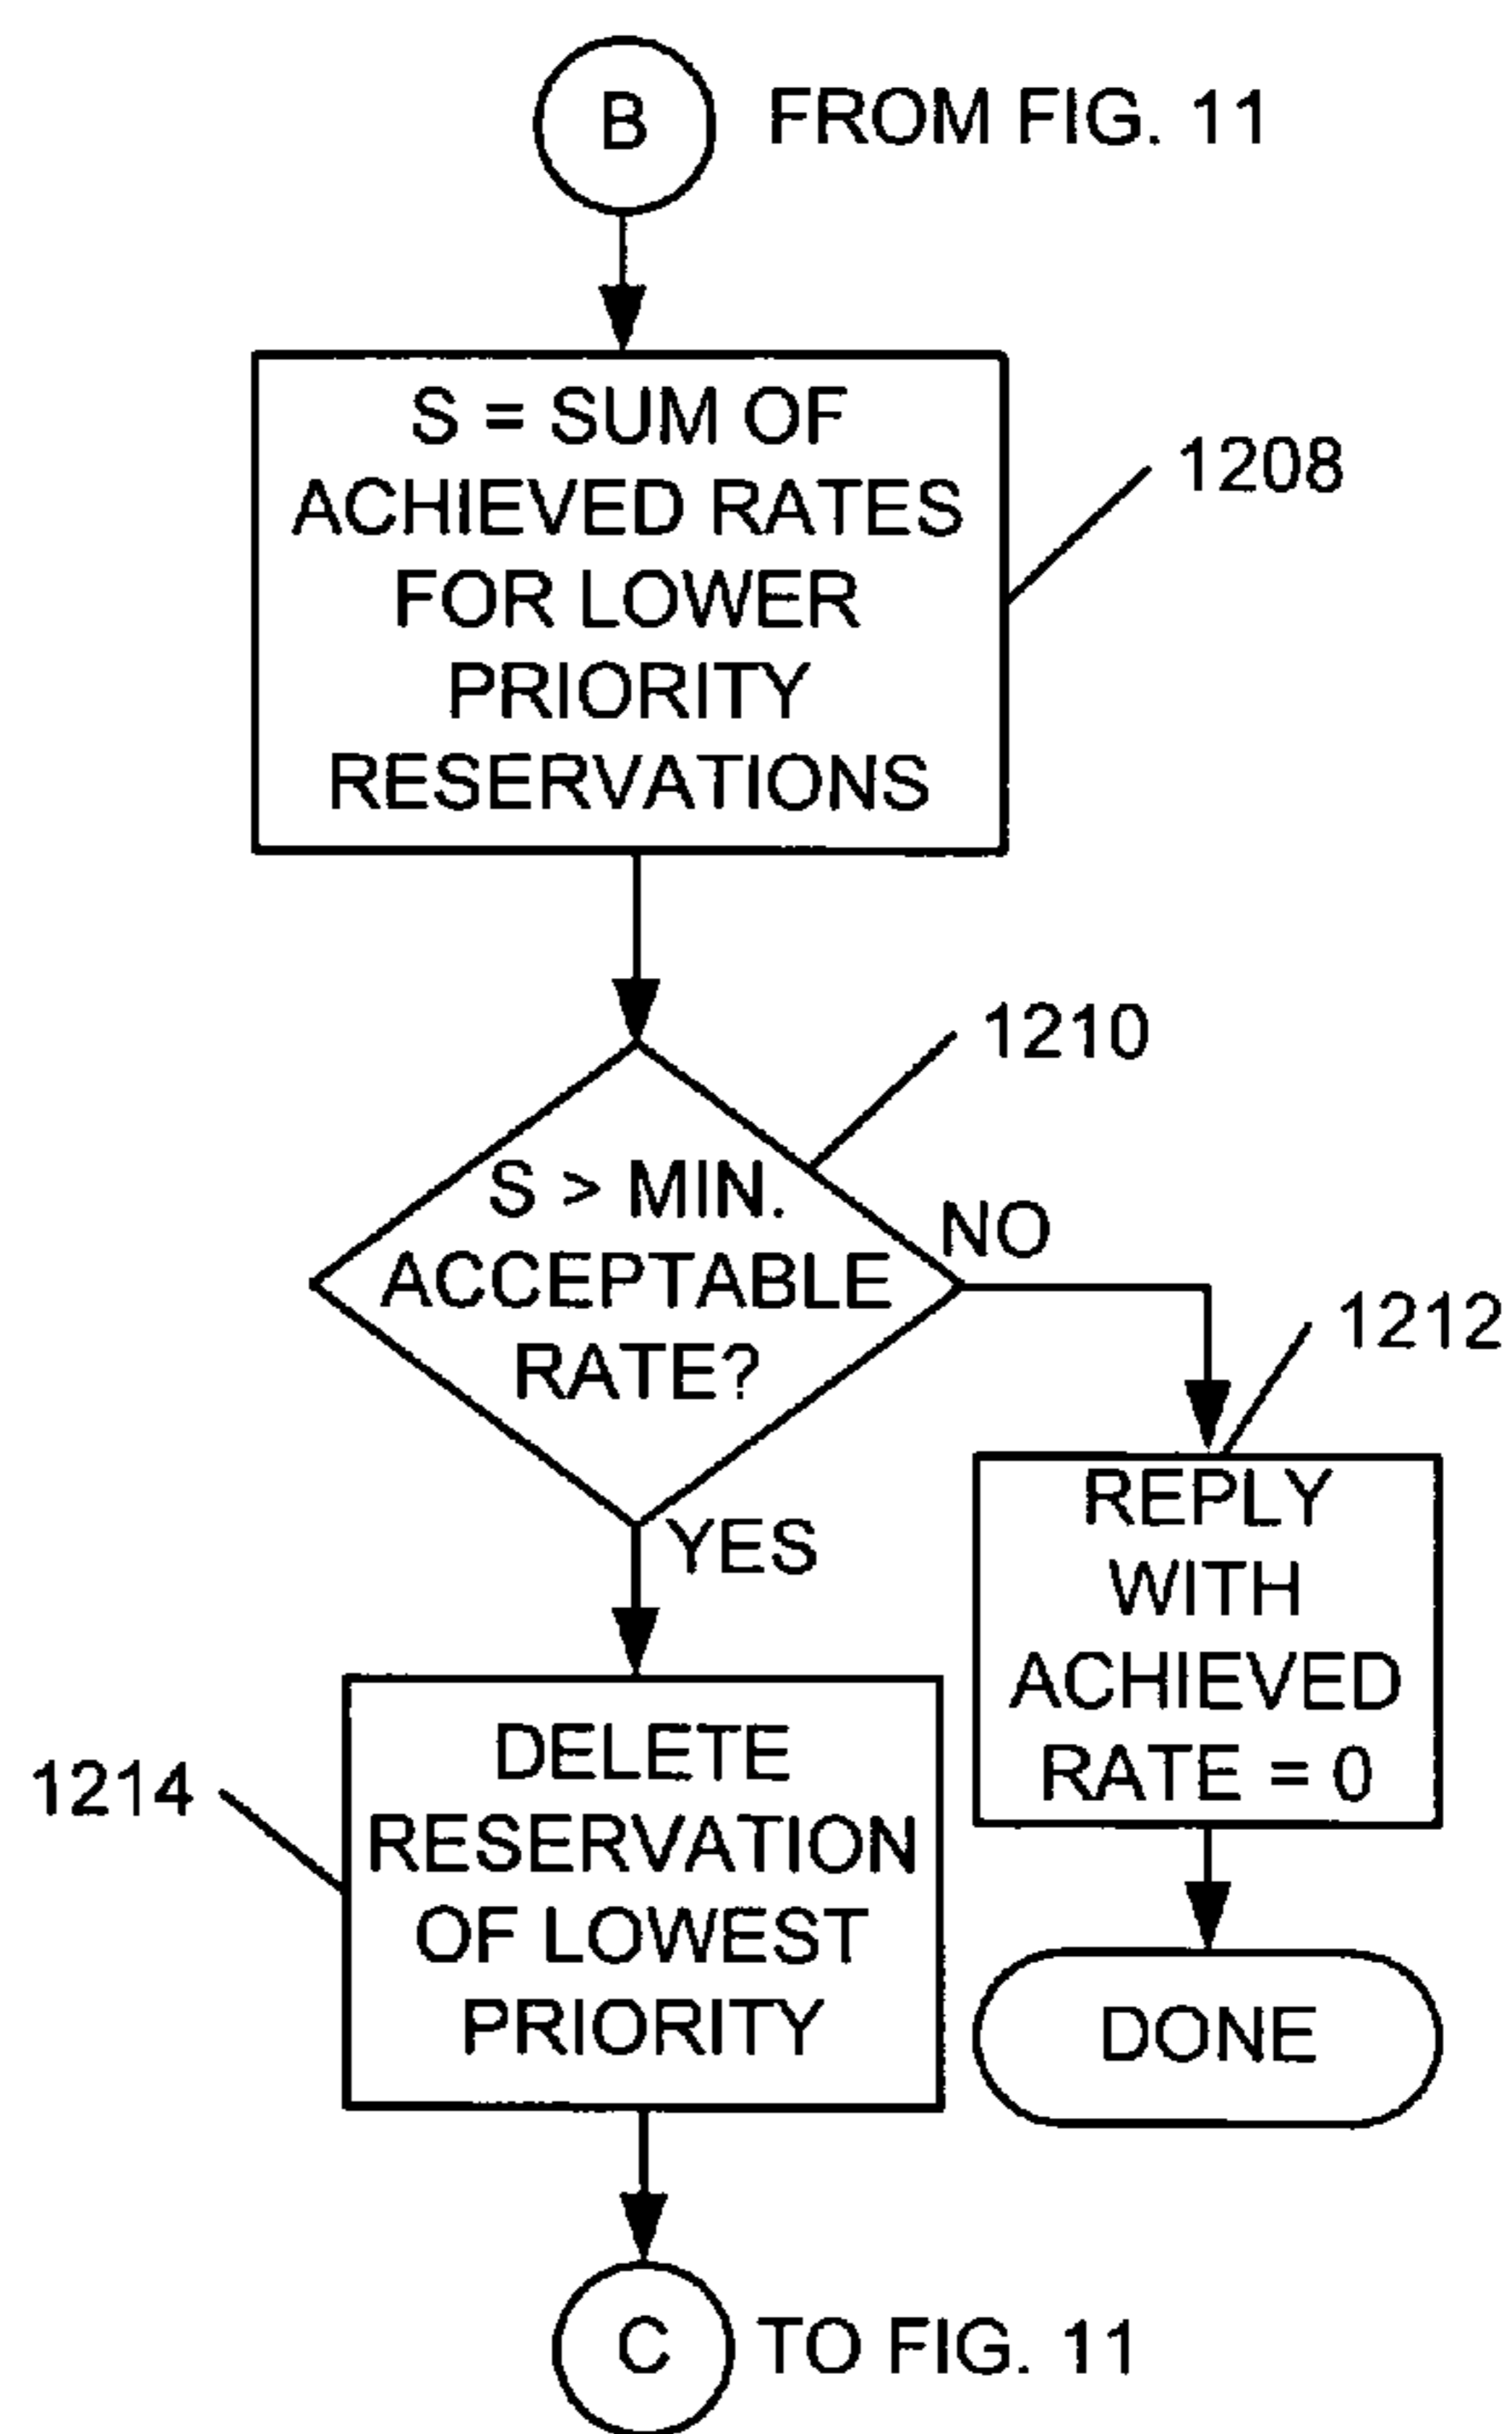 B FROM FIG. 11
S = SUM OF
ACHIEVED RATES
FOR LOWER
PRIORITY
RESERVATIONS
1208
1210
S > MIN.
ACCEPTABLE
RATE?
NO
YES
1212
REPLY
WITH
ACHIEVED
RATE = 0
DONE
1214
DELETE
RESERVATION
OF LOWEST
PRIORITY
C TO FIG. 11